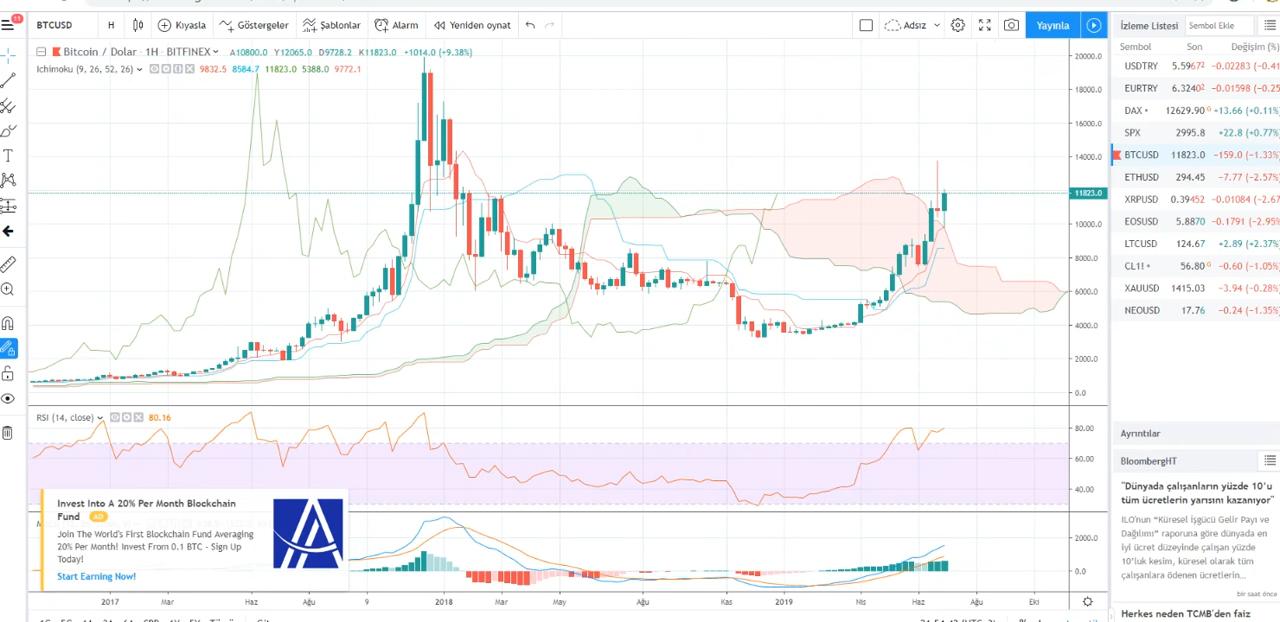 11
BTCUSD
H
Kıyasla
Göstergeler
Şablonlar
Alarm
Yeniden oynat
Adsız
Yayınla
Bitcoin / Dolar · 1H · BITFINEX
A10800.0 Y12065.0 D9728.2 K11823.0 +1014.0 (+9.38%)
Ichimoku (9, 26, 52, 26) 9832.5 8584.7 11823.0 5388.0 9772.1
20000.0
18000.0
16000.0
14000.0
11823.0
10000.0
8000.0
6000.0
4000.0
2000.0
0.0
RSI (14, close) 80.16
80.00
60.00
40.00
Invest Into A 20% Per Month Blockchain
Fund AD
Join The World's First Blockchain Fund Averaging
20% Per Month! Invest From 0.1 BTC - Sign Up
Today!
Start Earning Now!
2000.0
0.0
2017 Mar Haz Ağu 9 2018 Mar May Ağu Kas 2019 Nis Haz Ağu Eki
İzleme Listesi Sembol Ekle
Sembol Son Değişim (%)
USDTRY 5.5967² −0.02283 (−0.41
EURTRY 6.3240² −0.01598 (−0.25
DAX 12629.90 G +13.66 (+0.11%
SPX 2995.8 +22.8 (+0.77%
BTCUSD 11823.0 −159.0 (−1.33%
ETHUSD 294.45 −7.77 (−2.57%
XRPUSD 0.39452 −0.01084 (−2.67
EOSUSD 5.8870 −0.1791 (−2.95%
LTCUSD 124.67 +2.89 (+2.37%
CL1! 56.80 G −0.60 (−1.05%
XAUUSD 1415.03 −3.94 (−0.28%
NEOUSD 17.76 −0.24 (−1.35%
Ayrıntılar
BloombergHT
"Dünyada çalışanların yüzde 10'u
tüm ücretlerin yarısını kazanıyor"
ILO'nun "Küresel İşgücü Gelir Payı ve
Dağılımı" raporuna göre dünyada en
iyi ücret düzeyinde çalışan yüzde
10'luk kesim, küresel olarak tüm
çalışanlara ödenen ücretlerin...
bir saat önce
Herkes neden TCMB'den faiz